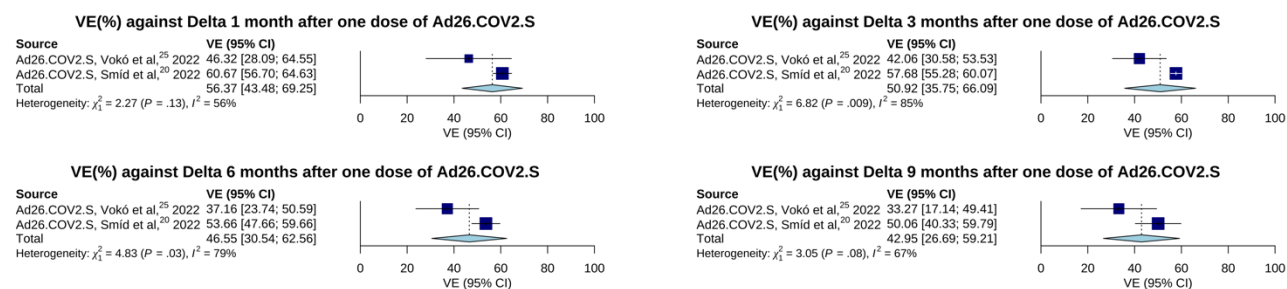 VE(%) against Delta 1 month after one dose of Ad26.COV2.S
Source VE (95% CI)
Ad26.COV2.S, Vokó et al,25 2022 46.32 [28.09; 64.55]
Ad26.COV2.S, Smíd et al,20 2022 60.67 [56.70; 64.63]
Total 56.37 [43.48; 69.25]
Heterogeneity: χ²₁ = 2.27 (P = .13), I² = 56%
0 20 40 60 80 100
VE (95% CI)
VE(%) against Delta 3 months after one dose of Ad26.COV2.S
Source VE (95% CI)
Ad26.COV2.S, Vokó et al,25 2022 42.06 [30.58; 53.53]
Ad26.COV2.S, Smíd et al,20 2022 57.68 [55.28; 60.07]
Total 50.92 [35.75; 66.09]
Heterogeneity: χ²₁ = 6.82 (P = .009), I² = 85%
0 20 40 60 80 100
VE (95% CI)
VE(%) against Delta 6 months after one dose of Ad26.COV2.S
Source VE (95% CI)
Ad26.COV2.S, Vokó et al,25 2022 37.16 [23.74; 50.59]
Ad26.COV2.S, Smíd et al,20 2022 53.66 [47.66; 59.66]
Total 46.55 [30.54; 62.56]
Heterogeneity: χ²₁ = 4.83 (P = .03), I² = 79%
0 20 40 60 80 100
VE (95% CI)
VE(%) against Delta 9 months after one dose of Ad26.COV2.S
Source VE (95% CI)
Ad26.COV2.S, Vokó et al,25 2022 33.27 [17.14; 49.41]
Ad26.COV2.S, Smíd et al,20 2022 50.06 [40.33; 59.79]
Total 42.95 [26.69; 59.21]
Heterogeneity: χ²₁ = 3.05 (P = .08), I² = 67%
0 20 40 60 80 100
VE (95% CI)